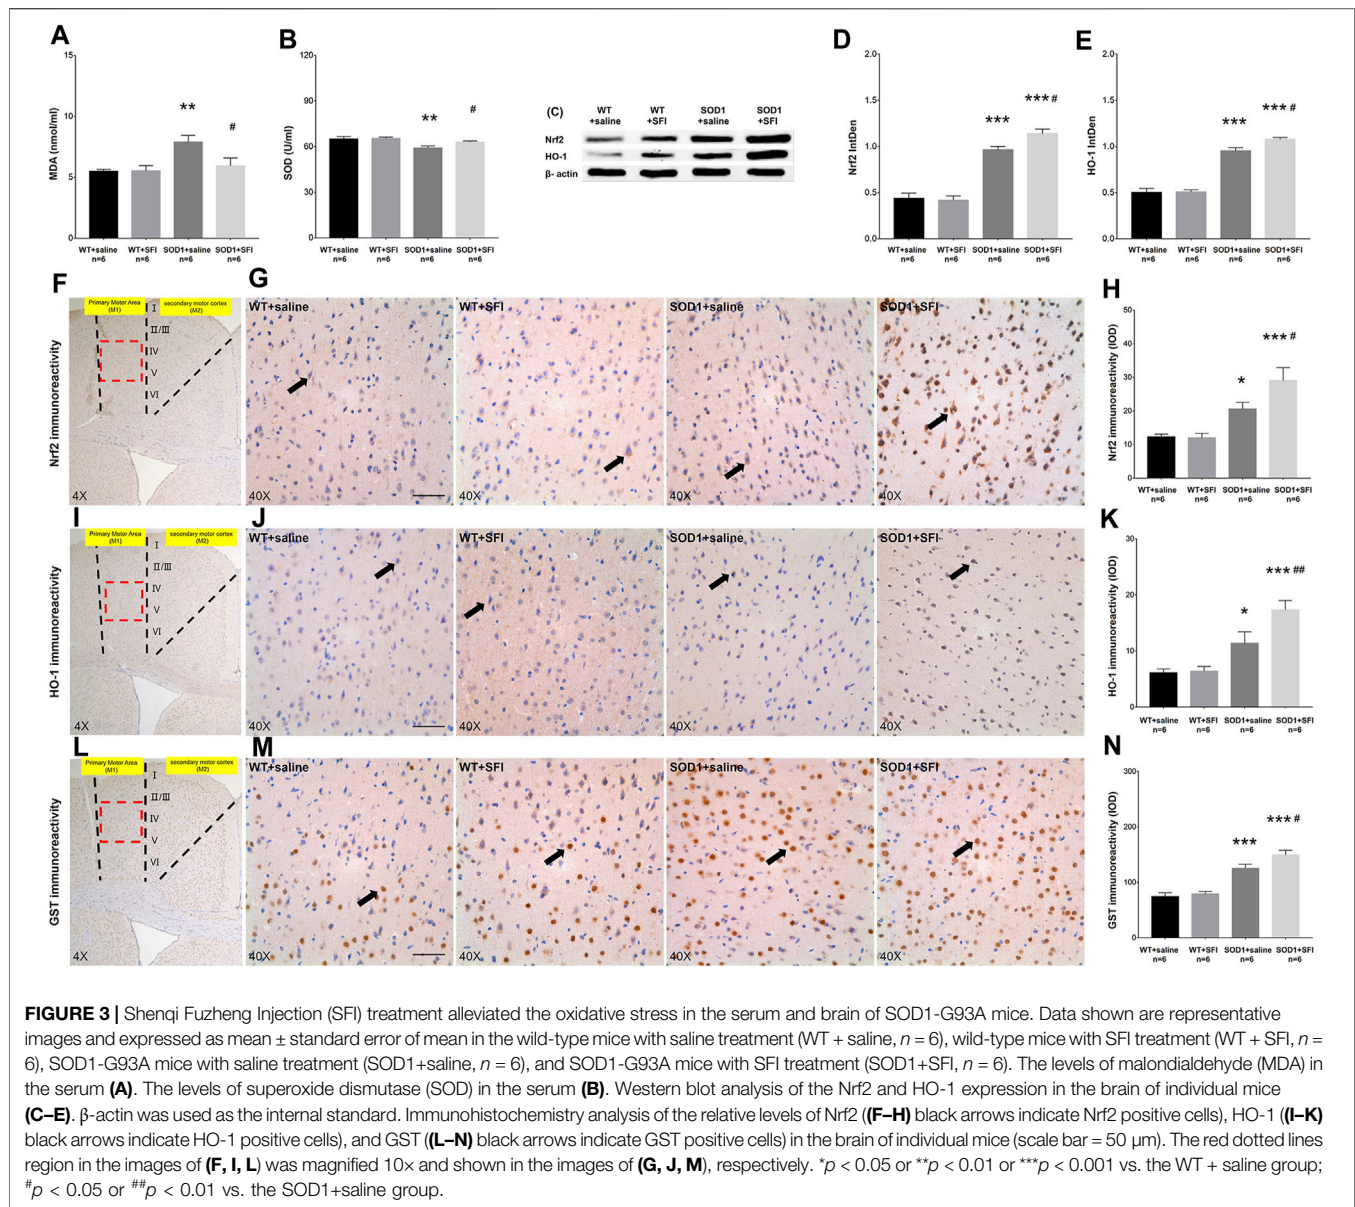 A
MDA (nmol/ml)
15
10
5
0
**
#
WT+saline n=6
WT+SFI n=6
SOD1+saline n=6
SOD1+SFI n=6
B
SOD (U/ml)
120
90
60
30
0
**
#
WT+saline n=6
WT+SFI n=6
SOD1+saline n=6
SOD1+SFI n=6
(C)
WT +saline
WT +SFI
SOD1 +saline
SOD1 +SFI
Nrf2
HO-1
β- actin
D
Nrf2 IntDen
2.0
1.5
1.0
0.5
0.0
***
*** #
WT+saline n=6
WT+SFI n=6
SOD1+saline n=6
SOD1+SFI n=6
E
HO-1 IntDen
2.0
1.5
1.0
0.5
0.0
***
*** #
WT+saline n=6
WT+SFI n=6
SOD1+saline n=6
SOD1+SFI n=6
F
Nrf2 immunoreactivity
Primary Motor Area (M1)
secondary motor cortex (M2)
I
II/III
IV
V
VI
4X
G
WT+saline
40X
WT+SFI
40X
SOD1+saline
40X
SOD1+SFI
40X
H
Nrf2 immunoreactivity (IOD)
50
40
30
20
10
0
*
*** #
WT+saline n=6
WT+SFI n=6
SOD1+saline n=6
SOD1+SFI n=6
I
HO-1 immunoreactivity
Primary Motor Area (M1)
secondary motor cortex (M2)
I
II/III
IV
V
VI
4X
J
WT+saline
40X
WT+SFI
40X
SOD1+saline
40X
SOD1+SFI
40X
K
HO-1 immunoreactivity (IOD)
30
20
10
0
*
*** ##
WT+saline n=6
WT+SFI n=6
SOD1+saline n=6
SOD1+SFI n=6
L
GST immunoreactivity
Primary Motor Area (M1)
secondary motor cortex (M2)
I
II/III
IV
V
VI
4X
M
WT+saline
40X
WT+SFI
40X
SOD1+saline
40X
SOD1+SFI
40X
N
GST immunoreactivity (IOD)
300
200
100
0
***
*** #
WT+saline n=6
WT+SFI n=6
SOD1+saline n=6
SOD1+SFI n=6
FIGURE 3 | Shenqi Fuzheng Injection (SFI) treatment alleviated the oxidative stress in the serum and brain of SOD1-G93A mice. Data shown are representative
images and expressed as mean ± standard error of mean in the wild-type mice with saline treatment (WT + saline, n = 6), wild-type mice with SFI treatment (WT + SFI, n =
6), SOD1-G93A mice with saline treatment (SOD1+saline, n = 6), and SOD1-G93A mice with SFI treatment (SOD1+SFI, n = 6). The levels of malondialdehyde (MDA) in
the serum (A). The levels of superoxide dismutase (SOD) in the serum (B). Western blot analysis of the Nrf2 and HO-1 expression in the brain of individual mice
(C–E). β-actin was used as the internal standard. Immunohistochemistry analysis of the relative levels of Nrf2 ((F–H) black arrows indicate Nrf2 positive cells), HO-1 ((I–K)
black arrows indicate HO-1 positive cells), and GST ((L–N) black arrows indicate GST positive cells) in the brain of individual mice (scale bar = 50 μm). The red dotted lines
region in the images of (F, I, L) was magnified 10× and shown in the images of (G, J, M), respectively. *p < 0.05 or **p < 0.01 or ***p < 0.001 vs. the WT + saline group;
#p < 0.05 or ##p < 0.01 vs. the SOD1+saline group.